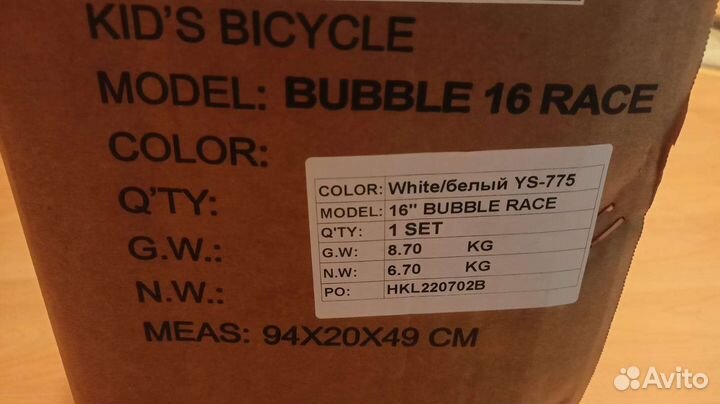 KID'S BICYCLE
MODEL: BUBBLE 16 RACE
COLOR:
Q'TY:
G.W.:
N.W.:
MEAS: 94X20X49 CM
COLOR: White/белый YS-775
MODEL: 16" BUBBLE RACE
Q'TY: 1 SET
G.W.: 8.70 KG
N.W.: 6.70 KG
PO: HKL220702B
Avito